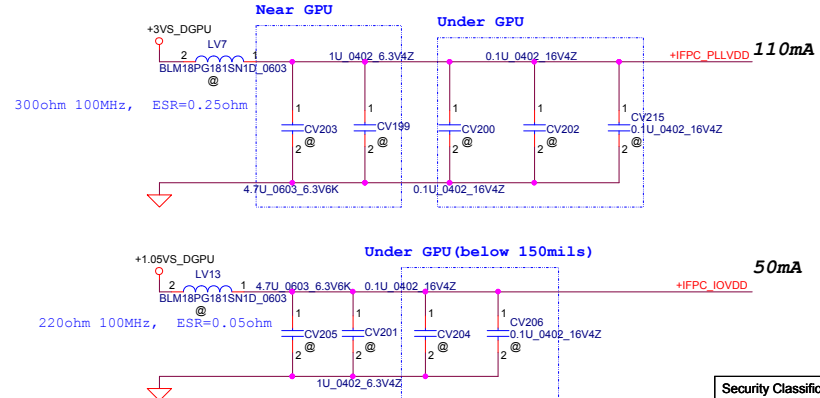 Near GPU
Under GPU
+3VS_DGPU
LV7
2 1
BLM18PG181SN1D_0603
@
1U_0402_6.3V4Z
0.1U_0402_16V4Z
+IFPC_PLLVDD
110mA
300ohm 100MHz, ESR=0.25ohm
1
CV203
@
2
1
CV199
@
2
1
CV200
@
2
1
CV202
@
2
1
CV215
0.1U_0402_16V4Z
@
2
4.7U_0603_6.3V6K
0.1U_0402_16V4Z
Under GPU(below 150mils)
+1.05VS_DGPU
LV13
2 1
BLM18PG181SN1D_0603
@
4.7U_0603_6.3V6K
0.1U_0402_16V4Z
+IFPC_IOVDD
50mA
220ohm 100MHz, ESR=0.05ohm
1
CV205
@
2
1
CV201
@
2
1
CV204
@
2
1
CV206
0.1U_0402_16V4Z
@
2
1U_0402_6.3V4Z